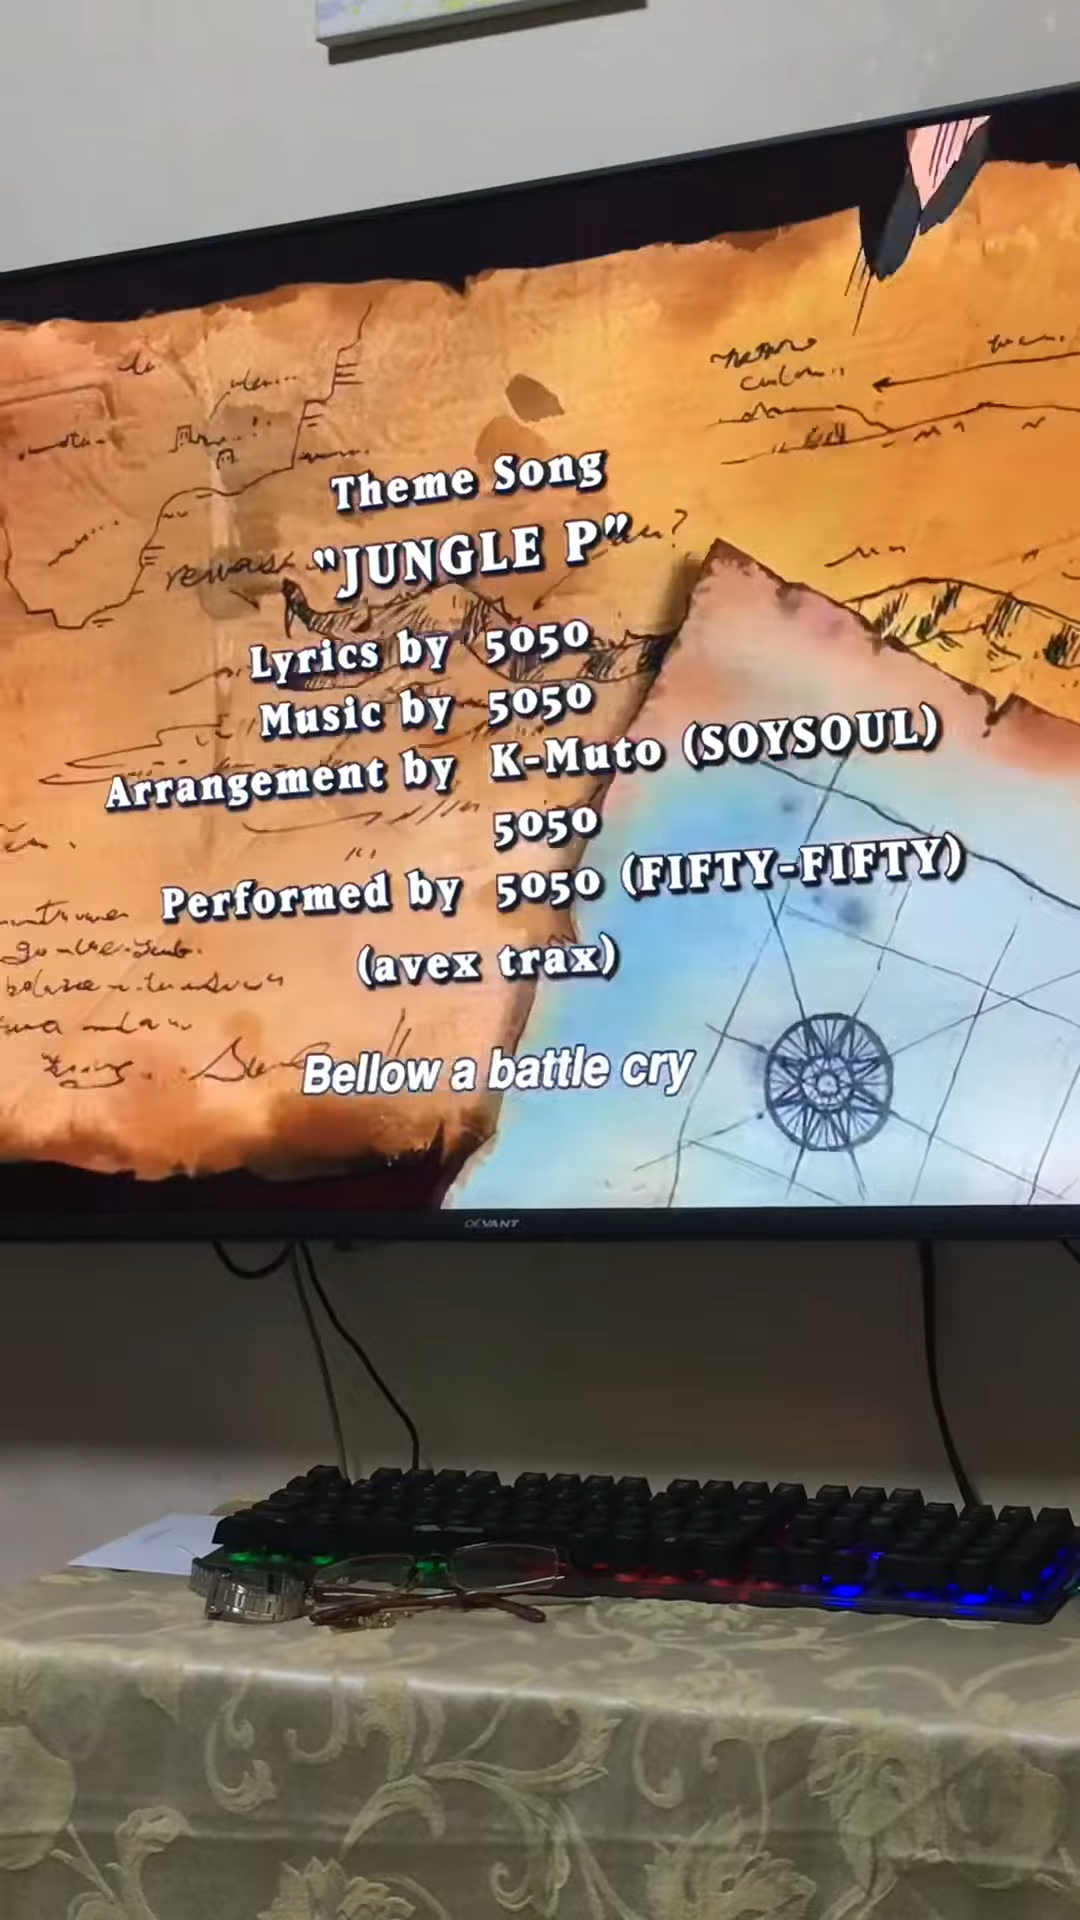 Theme Song
"JUNGLE P"
Lyrics by 5050
Music by 5050
Arrangement by K-Muto (SOYSOUL)
5050
Performed by 5050 (FIFTY-FIFTY)
(avex trax)
Bellow a battle cry
DEVANT